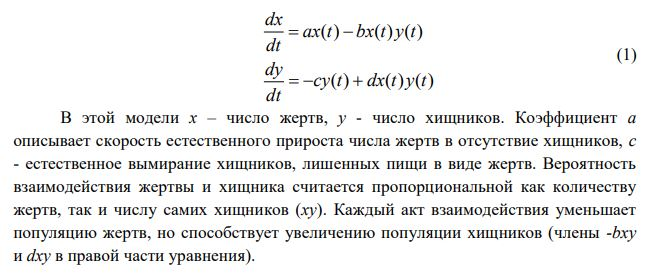 dx/dt = ax(t) − bx(t)y(t)
(1)
dy/dt = −cy(t) + dx(t)y(t)
В этой модели x – число жертв, y - число хищников. Коэффициент a
описывает скорость естественного прироста числа жертв в отсутствие хищников, с
- естественное вымирание хищников, лишенных пищи в виде жертв. Вероятность
взаимодействия жертвы и хищника считается пропорциональной как количеству
жертв, так и числу самих хищников (xy). Каждый акт взаимодействия уменьшает
популяцию жертв, но способствует увеличению популяции хищников (члены -bxy
и dxy в правой части уравнения).